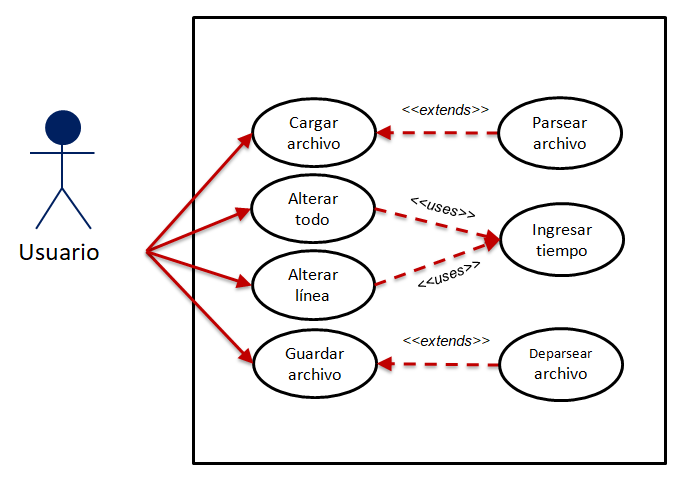 Cargar
archivo
<<extends>>
Parsear
archivo
Alterar
todo
<<uses>>
Ingresar
tiempo
Usuario
Alterar
línea
<<uses>>
Guardar
archivo
<<extends>>
Deparsear
archivo